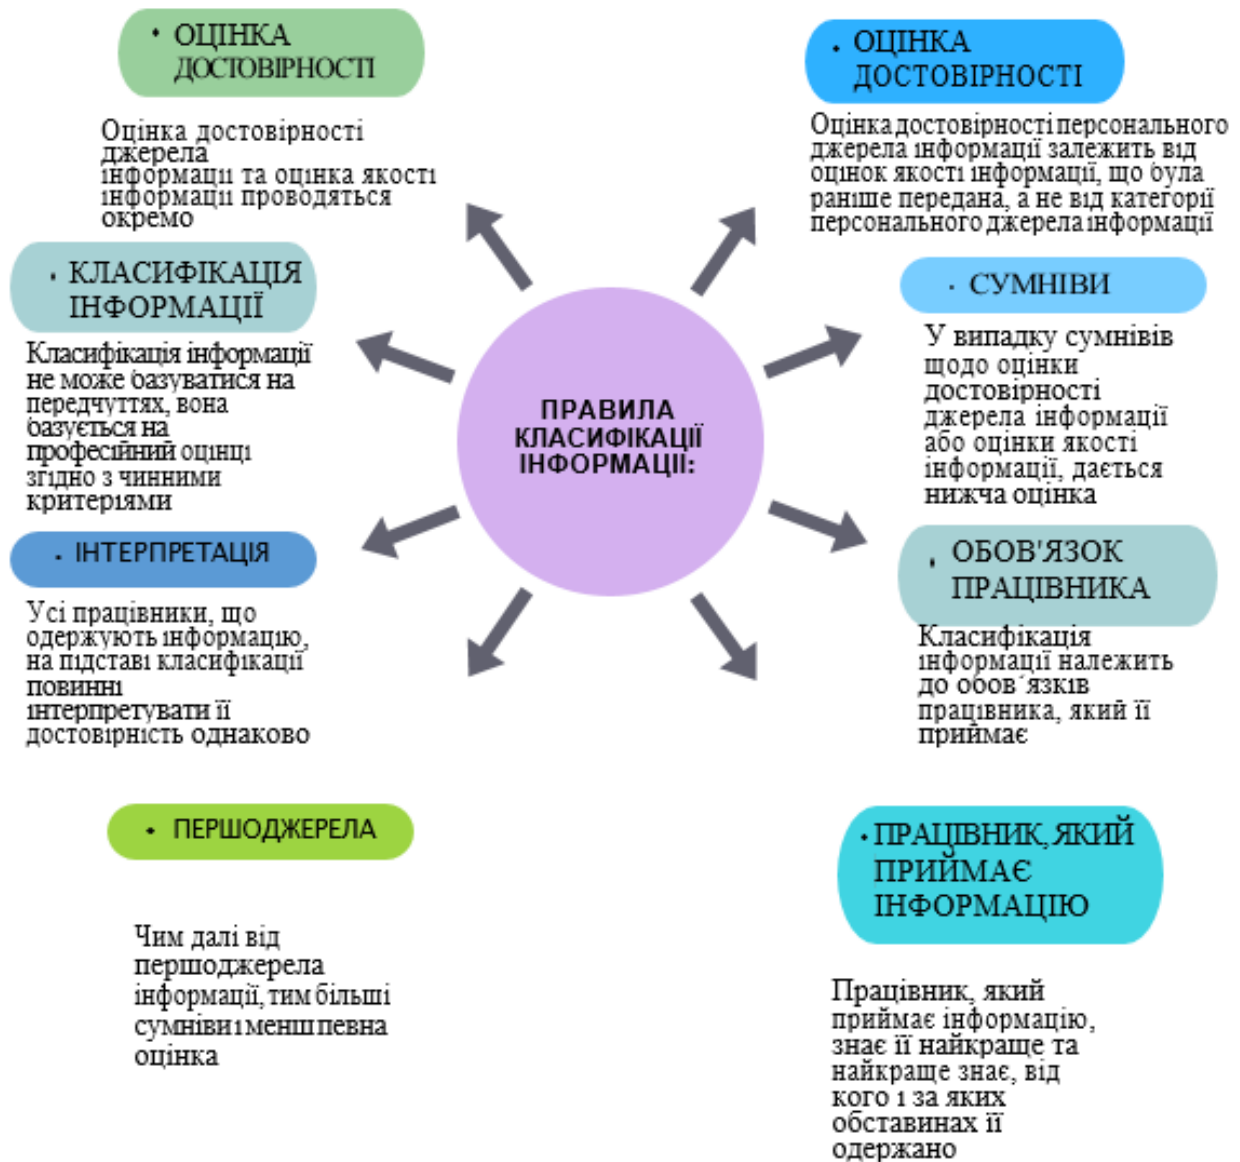 • ОЦІНКА
ДОСТОВІРНОСТІ
Оцінка достовірності
джерела
інформації та оцінка якості
інформації проводяться
окремо
• КЛАСИФІКАЦІЯ
ІНФОРМАЦІЇ
Класифікація інформації
не може базуватися на
передчуттях, вона
базується на
професійний оцінці
згідно з чинними
критеріями
• ІНТЕРПРЕТАЦІЯ
Усі працівники, що
одержують інформацію,
на підставі класифікації
повинні
інтерпретувати її
достовірність однаково
• ПЕРШОДЖЕРЕЛА
Чим далі від
першоджерела
інформації, тим більші
сумніви і менш певна
оцінка
ПРАВИЛА
КЛАСИФІКАЦІЇ
ІНФОРМАЦІЇ:
• ОЦІНКА
ДОСТОВІРНОСТІ
Оцінка достовірності персонального
джерела інформації залежить від
оцінок якості інформації, що була
раніше передана, а не від категорії
персонального джерела інформації
• СУМНІВИ
У випадку сумнівів
щодо оцінки
достовірності
джерела інформації
або оцінки якості
інформації, дається
нижча оцінка
• ОБОВ'ЯЗОК
ПРАЦІВНИКА
Класифікація
інформації належить
до обов´язків
працівника, який її
приймає
• ПРАЦІВНИК, ЯКИЙ
ПРИЙМАЄ
ІНФОРМАЦІЮ
Працівник, який
приймає інформацію,
знає її найкраще та
найкраще знає, від
кого і за яких
обставинах її
одержано